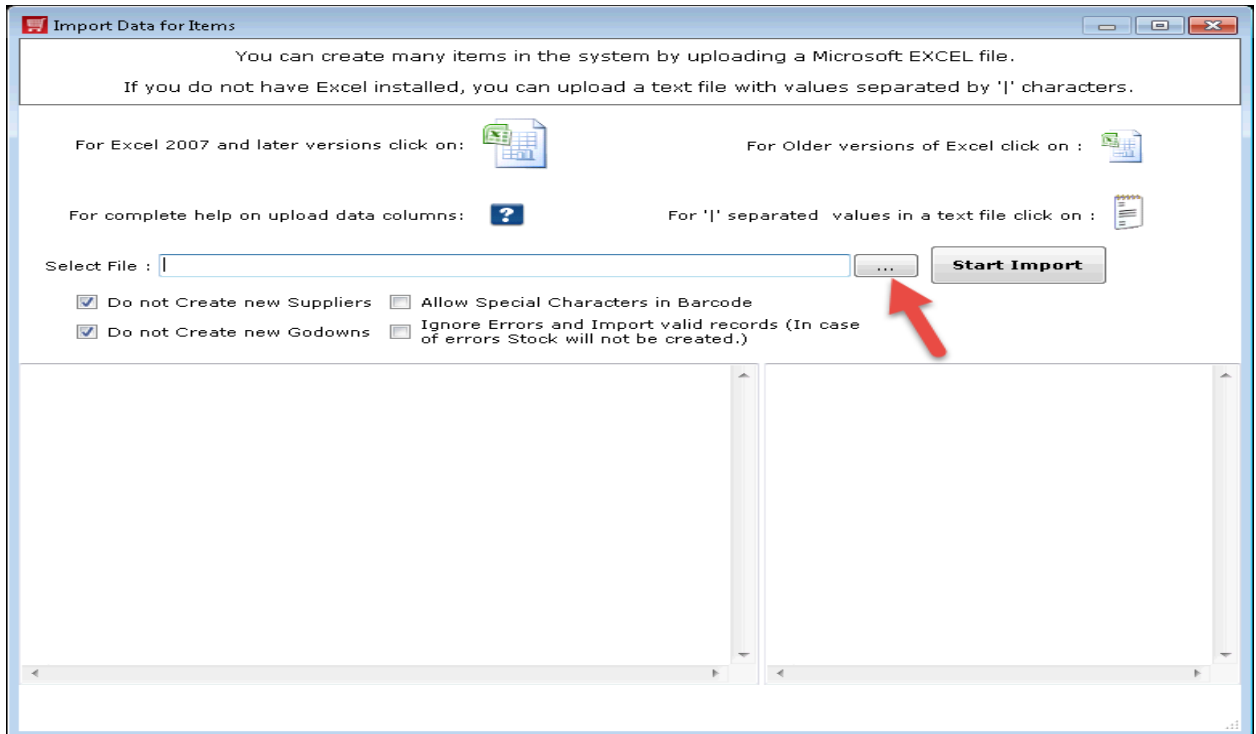 Import Data for Items
You can create many items in the system by uploading a Microsoft EXCEL file.
If you do not have Excel installed, you can upload a text file with values separated by '|' characters.
For Excel 2007 and later versions click on:
For Older versions of Excel click on :
For complete help on upload data columns:
?
For '|' separated  values in a text file click on :
Select File :
...
Start Import
Do not Create new Suppliers
Allow Special Characters in Barcode
Do not Create new Godowns
Ignore Errors and Import valid records (In case
of errors Stock will not be created.)